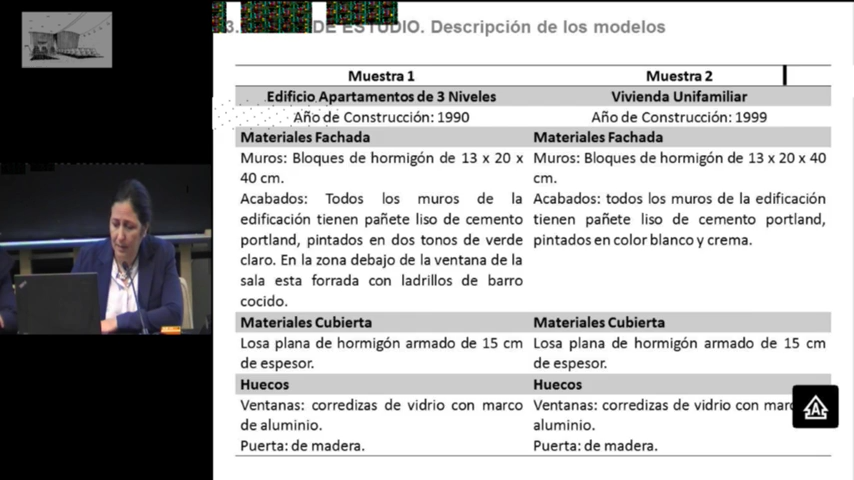 3. DE ESTUDIO. Descripción de los modelos
Muestra 1
Edificio Apartamentos de 3 Niveles
Año de Construcción: 1990
Materiales Fachada
Muros: Bloques de hormigón de 13 x 20 x
40 cm.
Acabados: Todos los muros de la
edificación tienen pañete liso de cemento
portland, pintados en dos tonos de verde
claro. En la zona debajo de la ventana de la
sala esta forrada con ladrillos de barro
cocido.
Materiales Cubierta
Losa plana de hormigón armado de 15 cm
de espesor.
Huecos
Ventanas: corredizas de vidrio con marco
de aluminio.
Puerta: de madera.
Muestra 2
Vivienda Unifamiliar
Año de Construcción: 1999
Materiales Fachada
Muros: Bloques de hormigón de 13 x 20 x 40
cm.
Acabados: todos los muros de la edificación
tienen pañete liso de cemento portland,
pintados en color blanco y crema.
Materiales Cubierta
Losa plana de hormigón armado de 15 cm
de espesor.
Huecos
Ventanas: corredizas de vidrio con
aluminio.
Puerta: de madera.